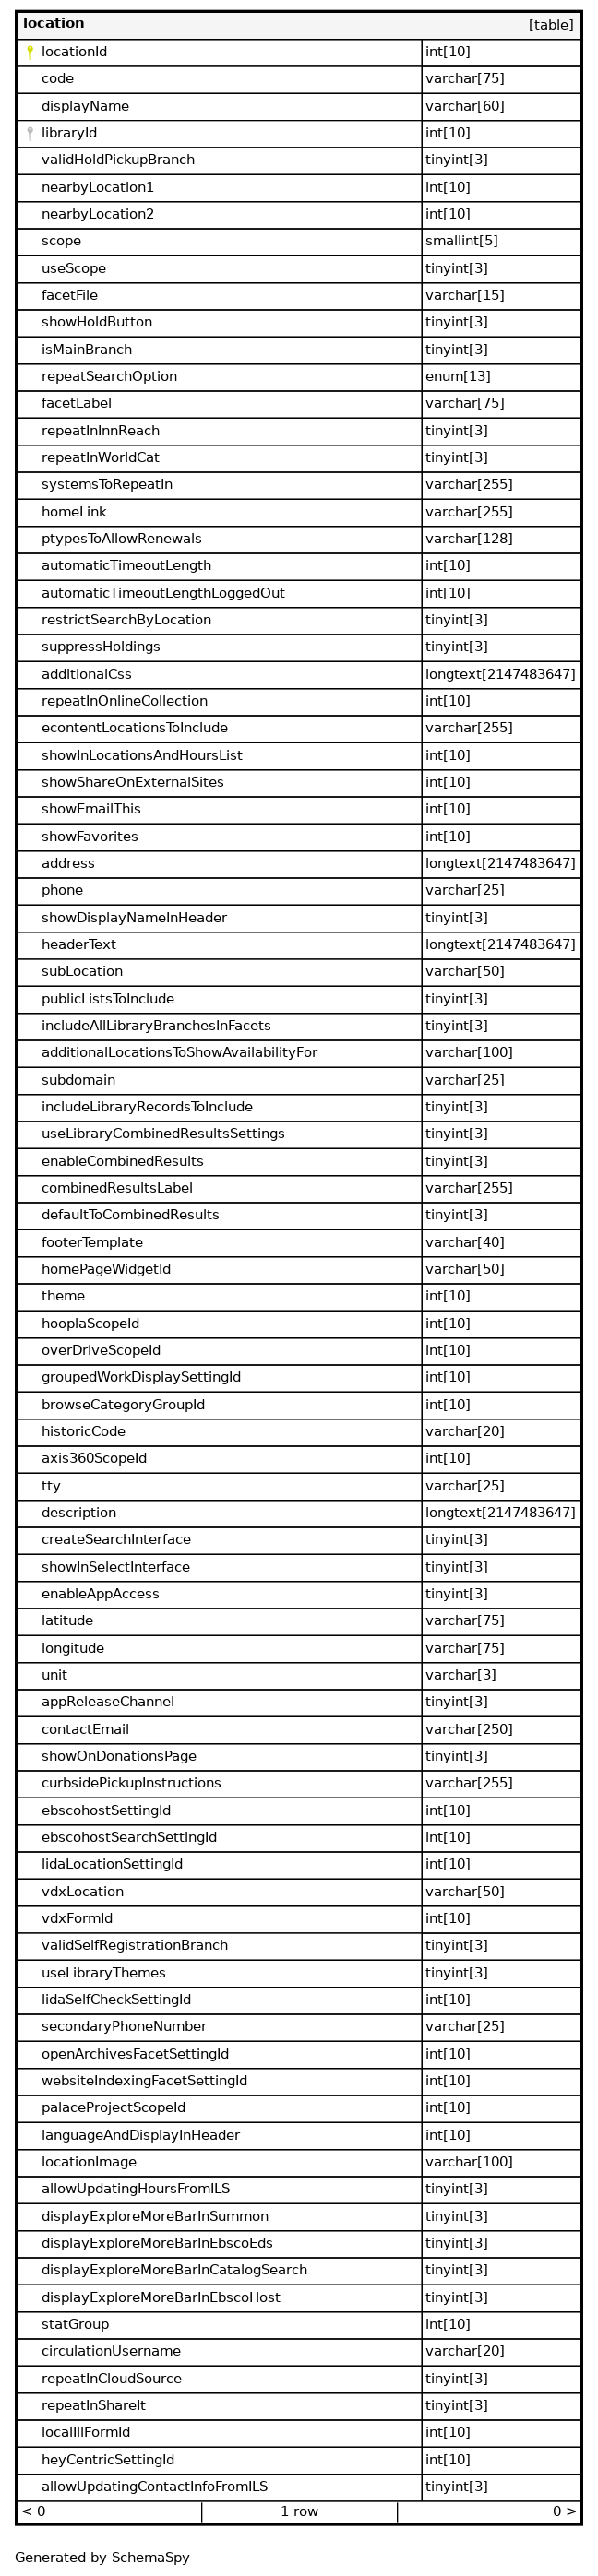 location [table]
locationId int[10]
code varchar[75]
displayName varchar[60]
libraryId int[10]
validHoldPickupBranch tinyint[3]
nearbyLocation1 int[10]
nearbyLocation2 int[10]
scope smallint[5]
useScope tinyint[3]
facetFile varchar[15]
showHoldButton tinyint[3]
isMainBranch tinyint[3]
repeatSearchOption enum[13]
facetLabel varchar[75]
repeatInInnReach tinyint[3]
repeatInWorldCat tinyint[3]
systemsToRepeatIn varchar[255]
homeLink varchar[255]
ptypesToAllowRenewals varchar[128]
automaticTimeoutLength int[10]
automaticTimeoutLengthLoggedOut int[10]
restrictSearchByLocation tinyint[3]
suppressHoldings tinyint[3]
additionalCss longtext[2147483647]
repeatInOnlineCollection int[10]
econtentLocationsToInclude varchar[255]
showInLocationsAndHoursList int[10]
showShareOnExternalSites int[10]
showEmailThis int[10]
showFavorites int[10]
address longtext[2147483647]
phone varchar[25]
showDisplayNameInHeader tinyint[3]
headerText longtext[2147483647]
subLocation varchar[50]
publicListsToInclude tinyint[3]
includeAllLibraryBranchesInFacets tinyint[3]
additionalLocationsToShowAvailabilityFor varchar[100]
subdomain varchar[25]
includeLibraryRecordsToInclude tinyint[3]
useLibraryCombinedResultsSettings tinyint[3]
enableCombinedResults tinyint[3]
combinedResultsLabel varchar[255]
defaultToCombinedResults tinyint[3]
footerTemplate varchar[40]
homePageWidgetId varchar[50]
theme int[10]
hooplaScopeId int[10]
overDriveScopeId int[10]
groupedWorkDisplaySettingId int[10]
browseCategoryGroupId int[10]
historicCode varchar[20]
axis360ScopeId int[10]
tty varchar[25]
description longtext[2147483647]
createSearchInterface tinyint[3]
showInSelectInterface tinyint[3]
enableAppAccess tinyint[3]
latitude varchar[75]
longitude varchar[75]
unit varchar[3]
appReleaseChannel tinyint[3]
contactEmail varchar[250]
showOnDonationsPage tinyint[3]
curbsidePickupInstructions varchar[255]
ebscohostSettingId int[10]
ebscohostSearchSettingId int[10]
lidaLocationSettingId int[10]
vdxLocation varchar[50]
vdxFormId int[10]
validSelfRegistrationBranch tinyint[3]
useLibraryThemes tinyint[3]
lidaSelfCheckSettingId int[10]
secondaryPhoneNumber varchar[25]
openArchivesFacetSettingId int[10]
websiteIndexingFacetSettingId int[10]
palaceProjectScopeId int[10]
languageAndDisplayInHeader int[10]
locationImage varchar[100]
allowUpdatingHoursFromILS tinyint[3]
displayExploreMoreBarInSummon tinyint[3]
displayExploreMoreBarInEbscoEds tinyint[3]
displayExploreMoreBarInCatalogSearch tinyint[3]
displayExploreMoreBarInEbscoHost tinyint[3]
statGroup int[10]
circulationUsername varchar[20]
repeatInCloudSource tinyint[3]
repeatInShareIt tinyint[3]
localIllFormId int[10]
heyCentricSettingId int[10]
allowUpdatingContactInfoFromILS tinyint[3]
< 0 1 row 0 >
Generated by SchemaSpy